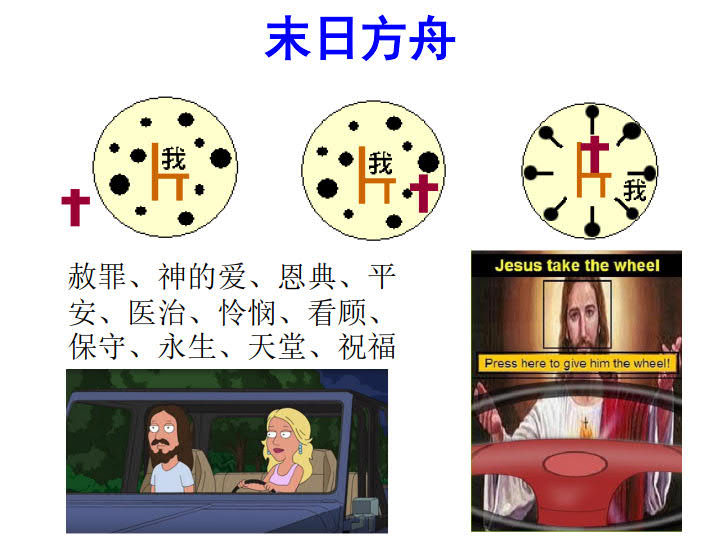 末日方舟
我
我
我
赦罪、神的爱、恩典、平
安、医治、怜悯、看顾、
保守、永生、天堂、祝福
Jesus take the wheel
Press here to give him the wheel!